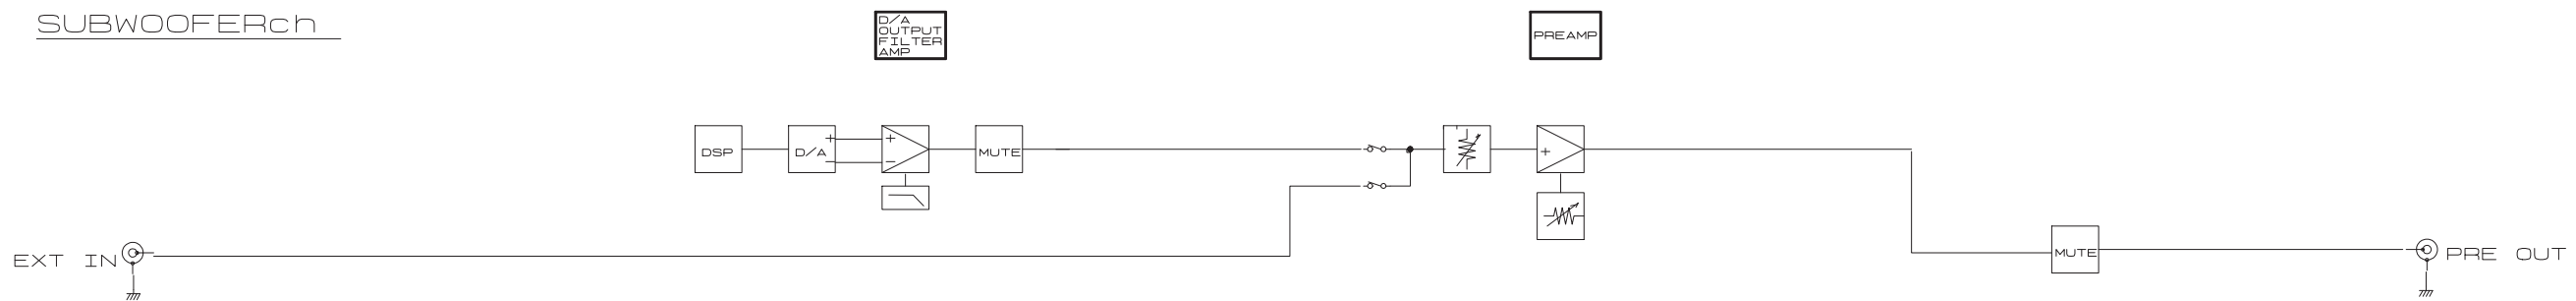 SUBWOOFERch
D/A
OUTPUT
FILTER
AMP
PREAMP
DSP
D/A
+
−
+
−
MUTE
+
EXT IN
MUTE
PRE OUT